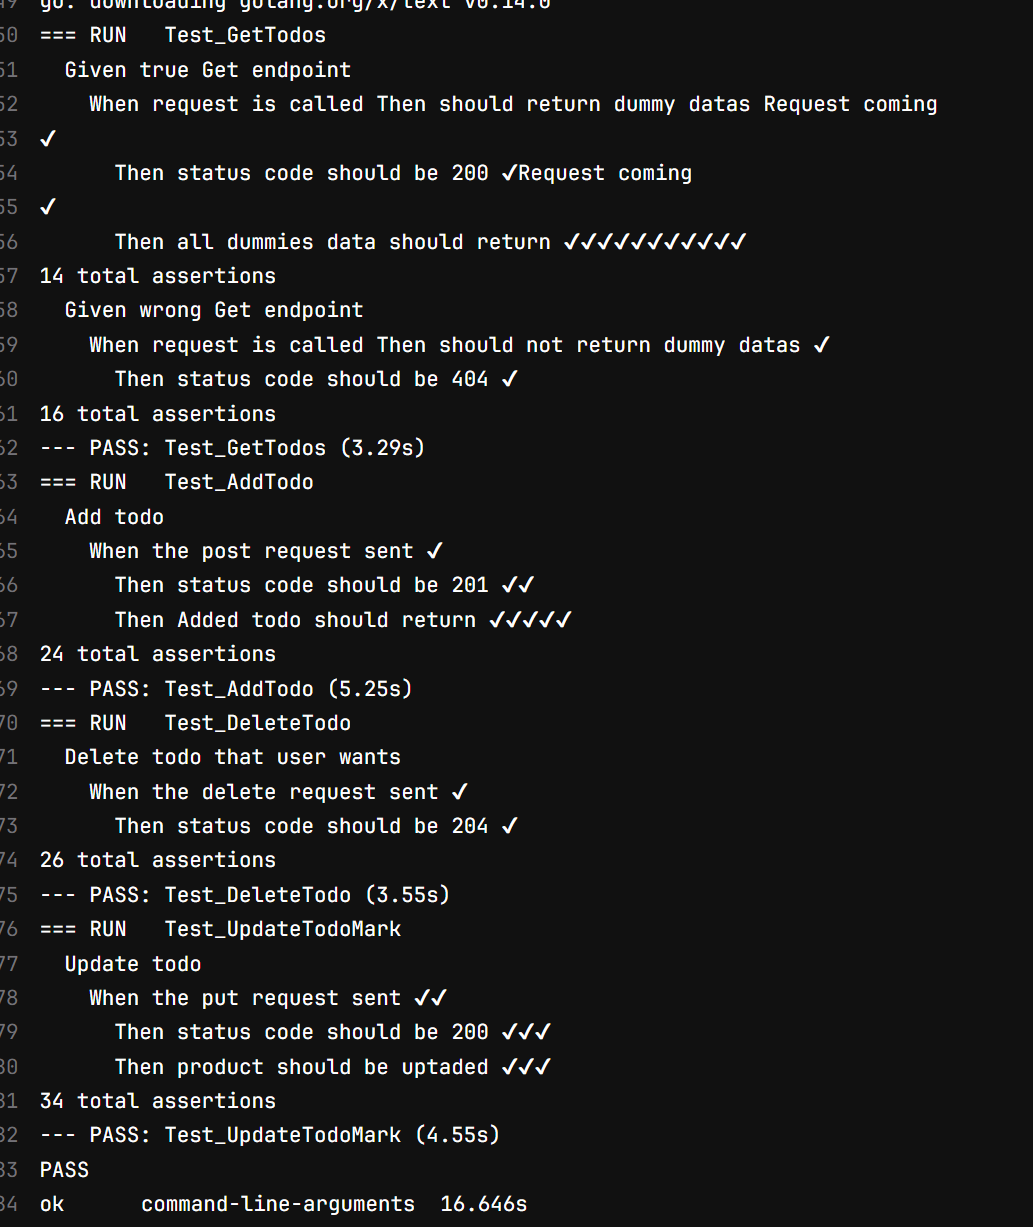 49 go: downloading golang.org/x/text v0.14.0
50 === RUN   Test_GetTodos
51   Given true Get endpoint
52     When request is called Then should return dummy datas Request coming
53 ✔
54       Then status code should be 200 ✔Request coming
55 ✔
56       Then all dummies data should return ✔✔✔✔✔✔✔✔✔✔✔
57 14 total assertions
58   Given wrong Get endpoint
59     When request is called Then should not return dummy datas ✔
60       Then status code should be 404 ✔
61 16 total assertions
62 --- PASS: Test_GetTodos (3.29s)
63 === RUN   Test_AddTodo
64   Add todo
65     When the post request sent ✔
66       Then status code should be 201 ✔✔
67       Then Added todo should return ✔✔✔✔✔
68 24 total assertions
69 --- PASS: Test_AddTodo (5.25s)
70 === RUN   Test_DeleteTodo
71   Delete todo that user wants
72     When the delete request sent ✔
73       Then status code should be 204 ✔
74 26 total assertions
75 --- PASS: Test_DeleteTodo (3.55s)
76 === RUN   Test_UpdateTodoMark
77   Update todo
78     When the put request sent ✔✔
79       Then status code should be 200 ✔✔✔
80       Then product should be uptaded ✔✔✔
81 34 total assertions
82 --- PASS: Test_UpdateTodoMark (4.55s)
83 PASS
84 ok      command-line-arguments  16.646s